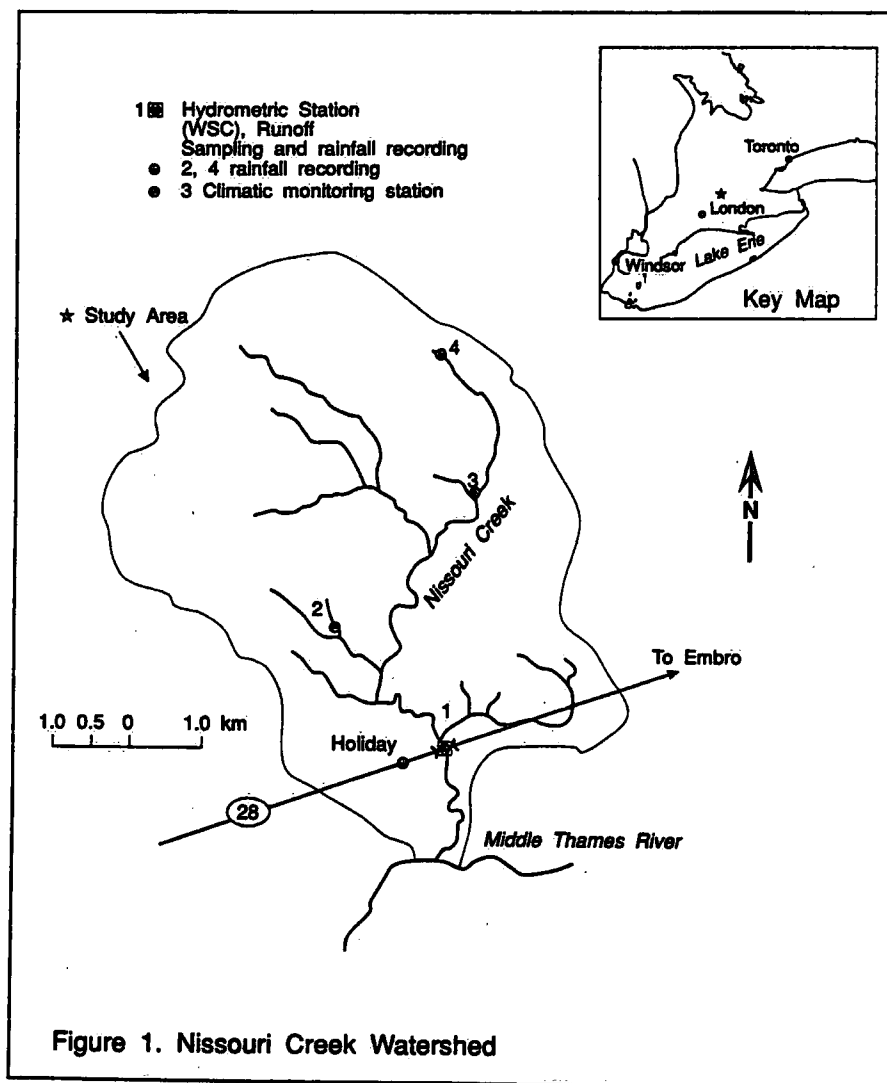 1 Hydrometric Station
(WSC), Runoff
Sampling and rainfall recording
2, 4 rainfall recording
3 Climatic monitoring station
Toronto
London
Windsor
Lake Erie
Key Map
★ Study Area
4
3
N
Nissouri Creek
2
To Embro
1
1.0 0.5 0 1.0 km
Holiday
28
Middle Thames River
Figure 1. Nissouri Creek Watershed